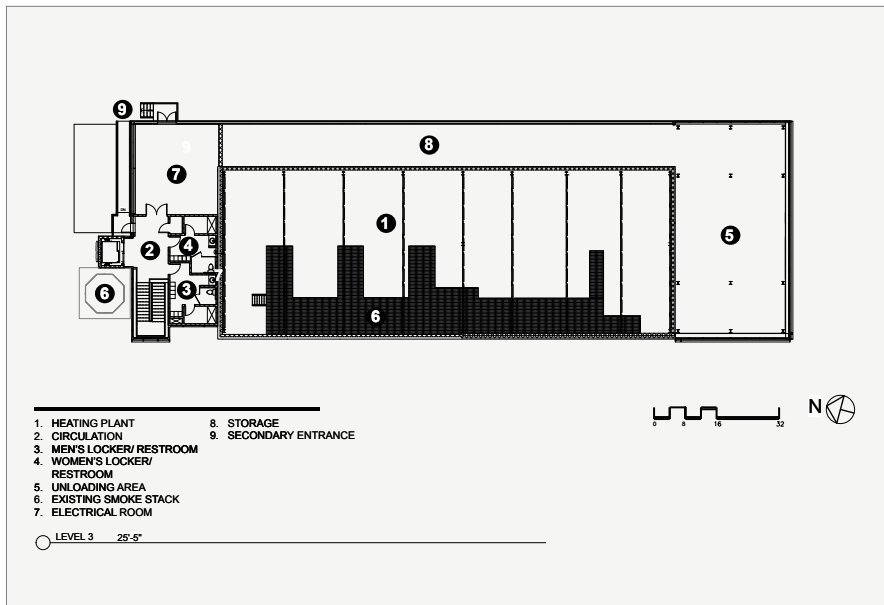 9
8
9
7
1
5
2
4
3
6
6
1. HEATING PLANT
2. CIRCULATION
3. MEN'S LOCKER/ RESTROOM
4. WOMEN'S LOCKER/
RESTROOM
5. UNLOADING AREA
6. EXISTING SMOKE STACK
7. ELECTRICAL ROOM
8. STORAGE
9. SECONDARY ENTRANCE
0 8 16 32
N
LEVEL 3 25'-5"